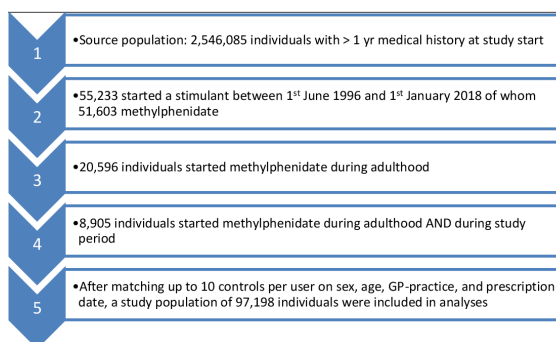 1
•Source population: 2,546,085 individuals with > 1 yr medical history at study start
2
•55,233 started a stimulant between 1st June 1996 and 1st January 2018 of whom
51,603 methylphenidate
3
•20,596 individuals started methylphenidate during adulthood
4
•8,905 individuals started methylphenidate during adulthood AND during study
period
5
•After matching up to 10 controls per user on sex, age, GP-practice, and prescription
date, a study population of 97,198 individuals were included in analyses